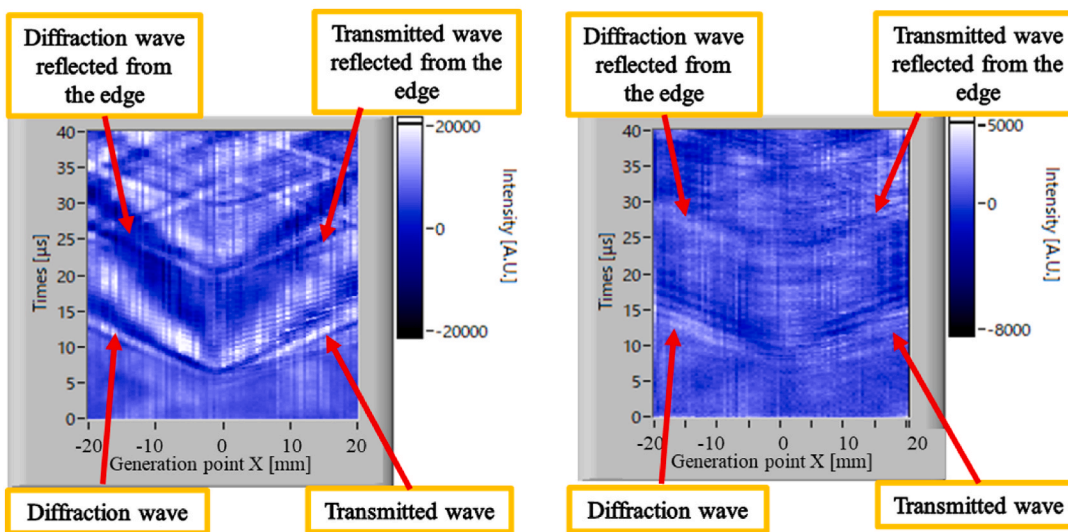 Diffraction wave
reflected from
the edge
Transmitted wave
reflected from the
edge
Diffraction wave
reflected from
the edge
Transmitted wave
reflected from the
edge
40
35
30
25
20
15
10
5
0
Times [μs]
-20
-10
0
10
20
Generation point X [mm]
20000
-0
-20000
Intensity [A.U.]
40
35
30
25
20
15
10
5
0
Times [μs]
-20
-10
0
10
20
Generation point X [mm]
5000
-0
-8000
Intensity [A.U.]
Diffraction wave
Transmitted wave
Diffraction wave
Transmitted wave